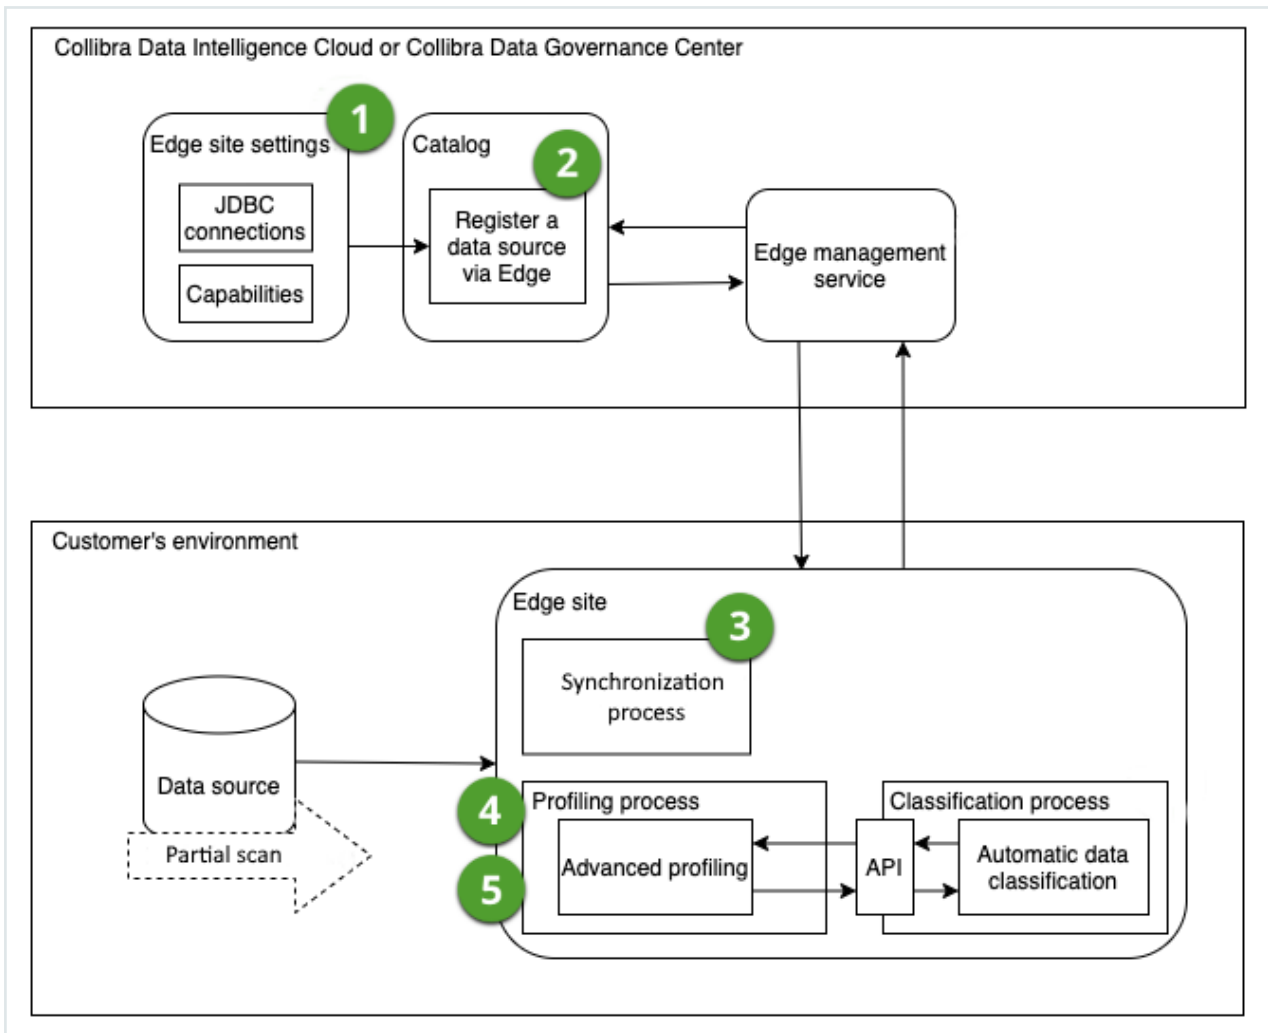 Collibra Data Intelligence Cloud or Collibra Data Governance Center
1
Edge site settings
JDBC
connections
Capabilities
Catalog
2
Register a
data source
via Edge
Edge management
service
Customer's environment
Edge site
3
Synchronization
process
Data source
Partial scan
4
Profiling process
5
Advanced profiling
API
Classification process
Automatic data
classification